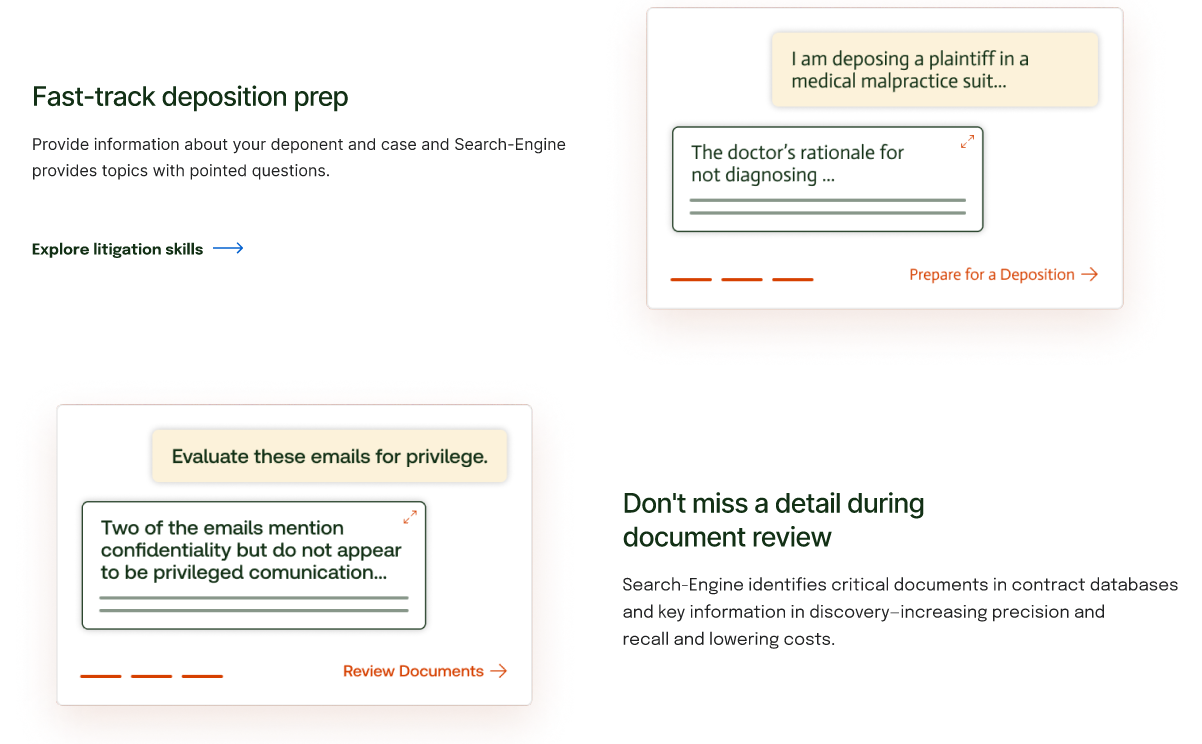 Fast-track deposition prep
Provide information about your deponent and case and Search-Engine
provides topics with pointed questions.
Explore litigation skills
I am deposing a plaintiff in a
medical malpractice suit...
The doctor's rationale for
not diagnosing ...
Prepare for a Deposition
Evaluate these emails for privilege.
Two of the emails mention
confidentiality but do not appear
to be privileged comunication...
Review Documents
Don't miss a detail during
document review
Search-Engine identifies critical documents in contract databases
and key information in discovery—increasing precision and
recall and lowering costs.